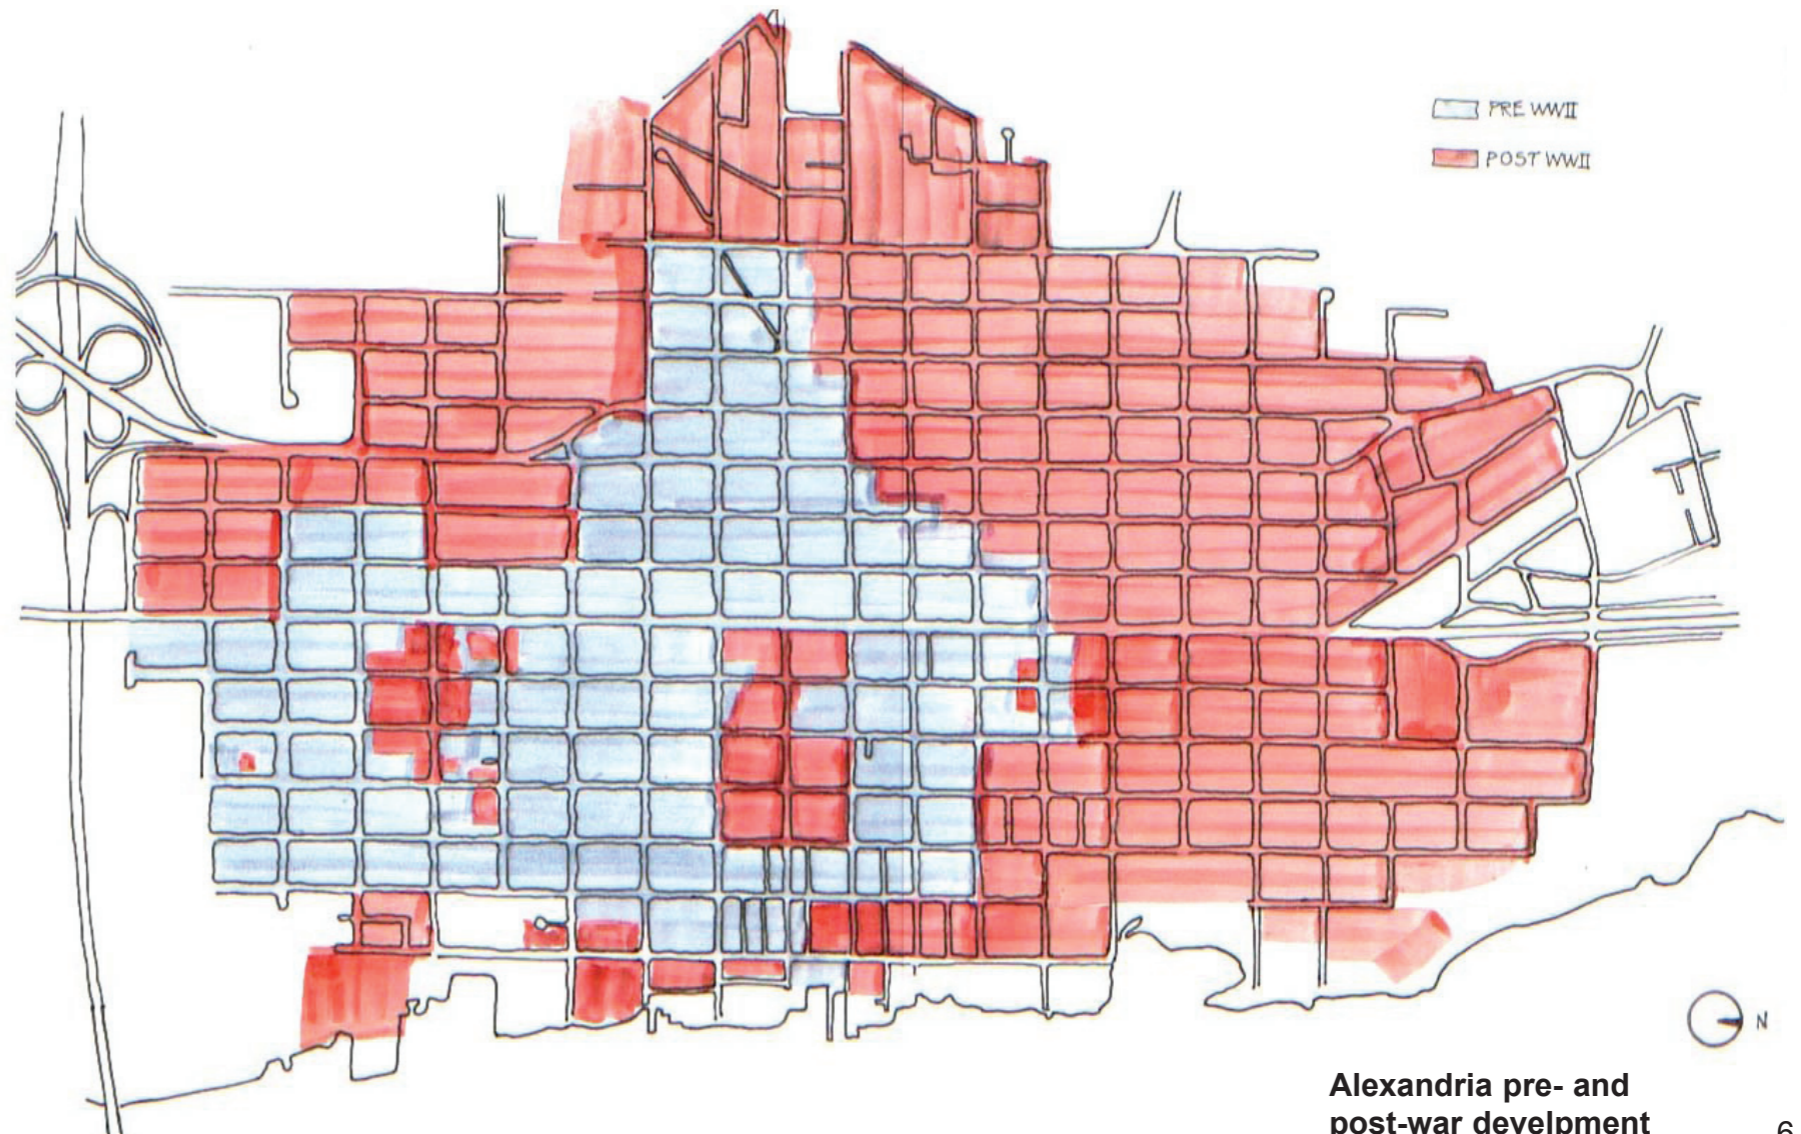 PRE WWII
POST WWII
N
Alexandria pre- and
post-war develpment
6